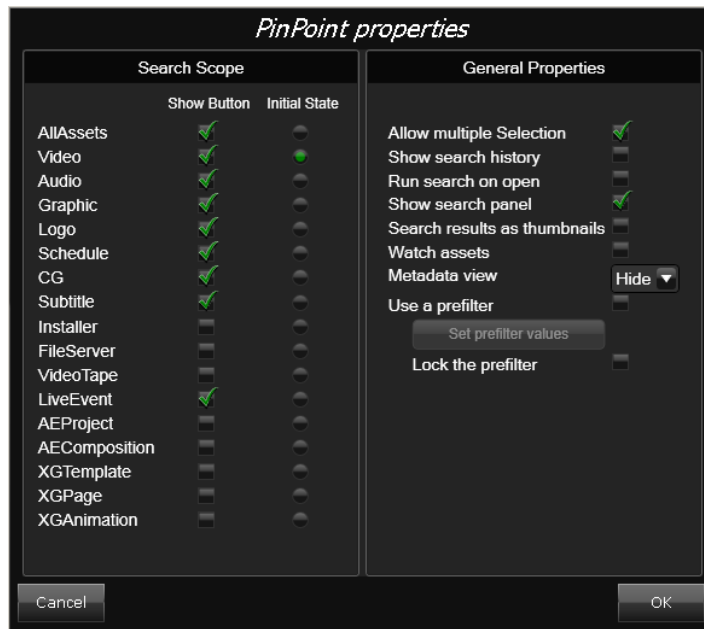 PinPoint properties
Search Scope
Show Button Initial State
AllAssets
Video
Audio
Graphic
Logo
Schedule
CG
Subtitle
Installer
FileServer
VideoTape
LiveEvent
AEProject
AEComposition
XGTemplate
XGPage
XGAnimation
General Properties
Allow multiple Selection
Show search history
Run search on open
Show search panel
Search results as thumbnails
Watch assets
Metadata view Hide
Use a prefilter
Set prefilter values
Lock the prefilter
Cancel
OK